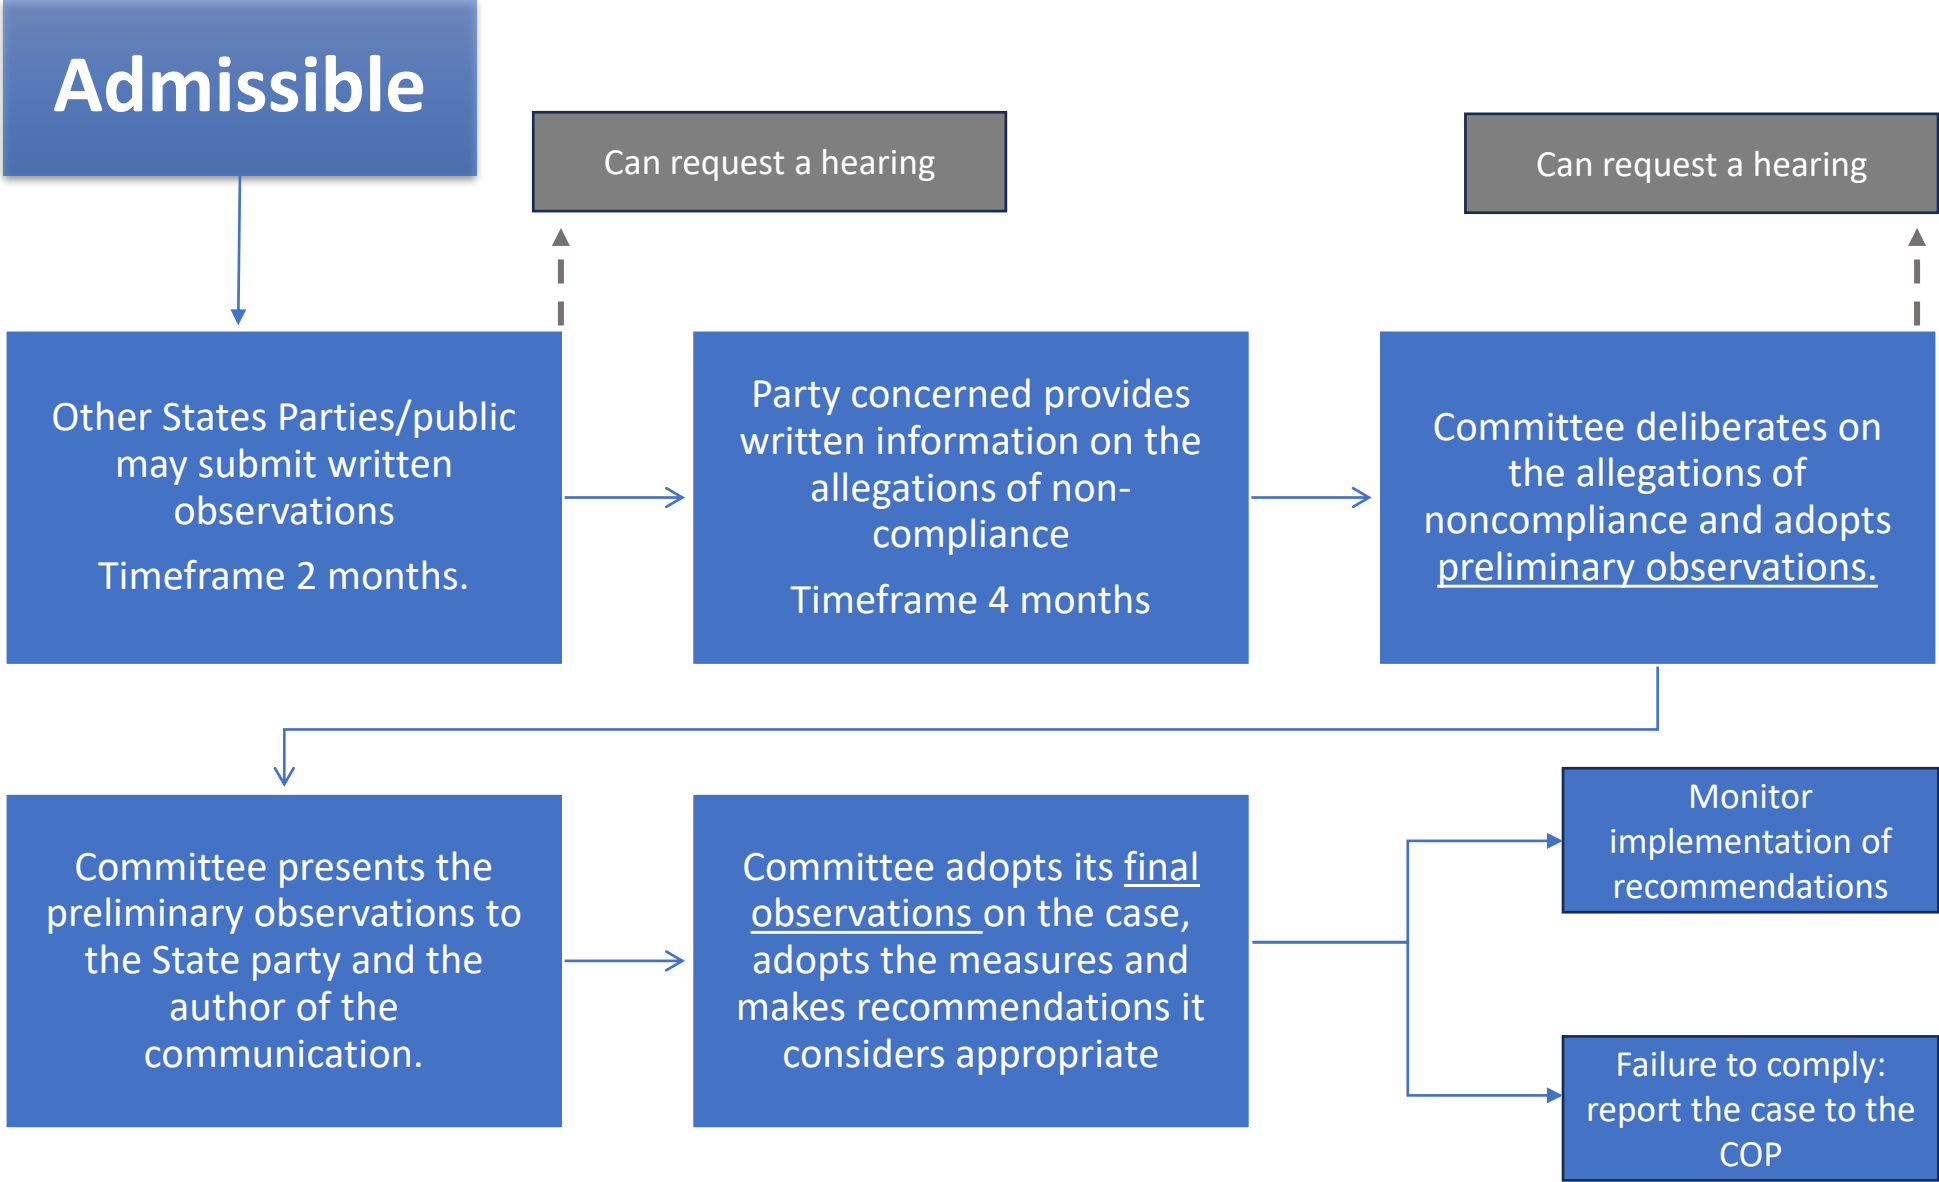 Admissible
Can request a hearing
Can request a hearing
Other States Parties/public
may submit written
observations
Timeframe 2 months.
Party concerned provides
written information on the
allegations of non-
compliance
Timeframe 4 months
Committee deliberates on
the allegations of
noncompliance and adopts
preliminary observations.
Committee presents the
preliminary observations to
the State party and the
author of the
communication.
Committee adopts its final
observations on the case,
adopts the measures and
makes recommendations it
considers appropriate
Monitor
implementation of
recommendations
Failure to comply:
report the case to the
COP